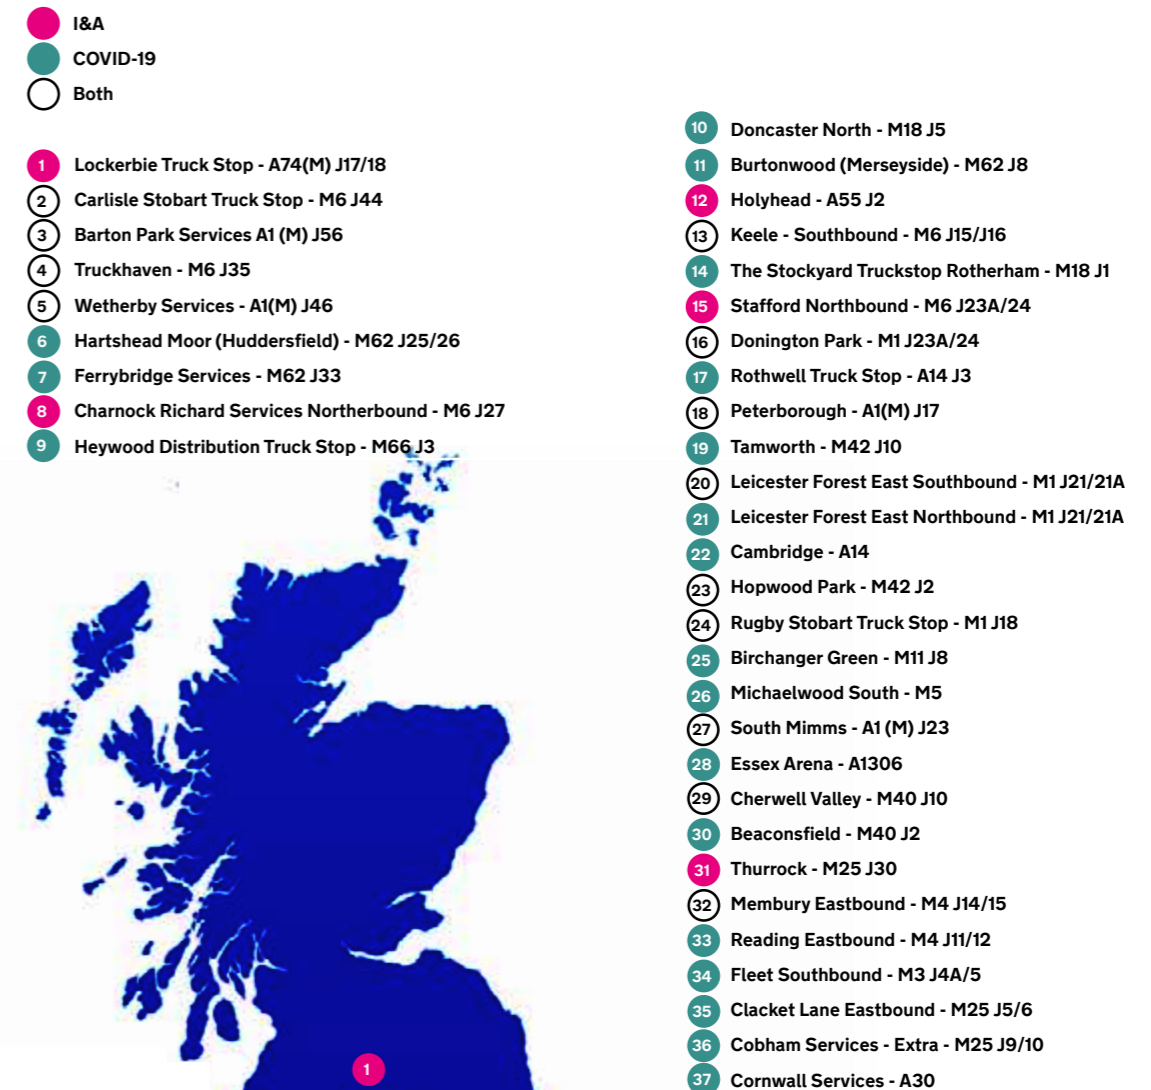 I&A
COVID-19
Both
1 Lockerbie Truck Stop - A74(M) J17/18
2 Carlisle Stobart Truck Stop - M6 J44
3 Barton Park Services A1 (M) J56
4 Truckhaven - M6 J35
5 Wetherby Services - A1(M) J46
6 Hartshead Moor (Huddersfield) - M62 J25/26
7 Ferrybridge Services - M62 J33
8 Charnock Richard Services Northerbound - M6 J27
9 Heywood Distribution Truck Stop - M66 J3
10 Doncaster North - M18 J5
11 Burtonwood (Merseyside) - M62 J8
12 Holyhead - A55 J2
13 Keele - Southbound - M6 J15/J16
14 The Stockyard Truckstop Rotherham - M18 J1
15 Stafford Northbound - M6 J23A/24
16 Donington Park - M1 J23A/24
17 Rothwell Truck Stop - A14 J3
18 Peterborough - A1(M) J17
19 Tamworth - M42 J10
20 Leicester Forest East Southbound - M1 J21/21A
21 Leicester Forest East Northbound - M1 J21/21A
22 Cambridge - A14
23 Hopwood Park - M42 J2
24 Rugby Stobart Truck Stop - M1 J18
25 Birchanger Green - M11 J8
26 Michaelwood South - M5
27 South Mimms - A1 (M) J23
28 Essex Arena - A1306
29 Cherwell Valley - M40 J10
30 Beaconsfield - M40 J2
31 Thurrock - M25 J30
32 Membury Eastbound - M4 J14/15
33 Reading Eastbound - M4 J11/12
34 Fleet Southbound - M3 J4A/5
35 Clacket Lane Eastbound - M25 J5/6
36 Cobham Services - Extra - M25 J9/10
37 Cornwall Services - A30
1